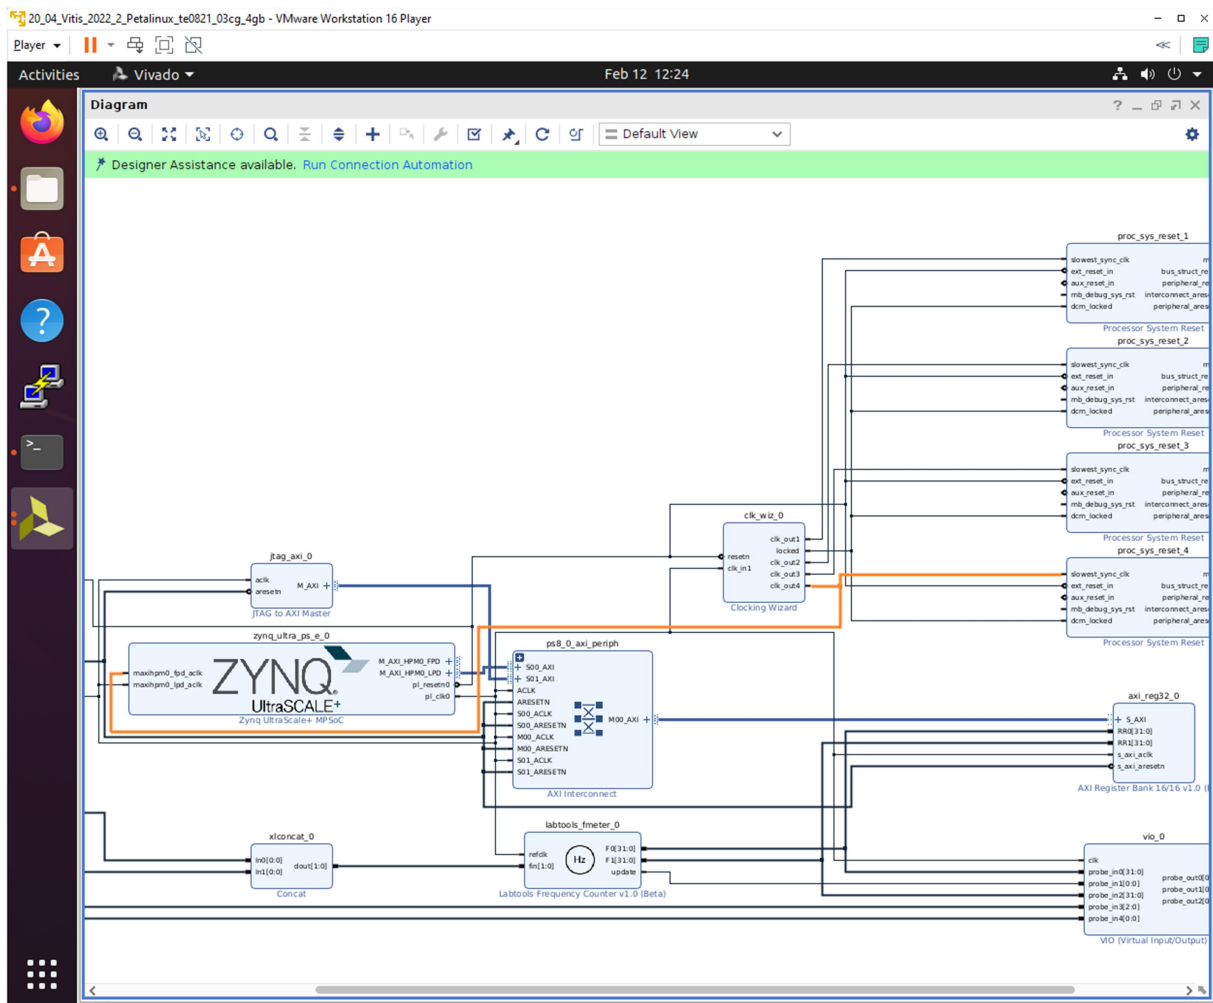 20_04_Vitis_2022_2_Petalinux_te0821_03cg_4gb - VMware Workstation 16 Player
Player
Activities
Vivado
Feb 12 12:24
Diagram
Default View
Designer Assistance available. Run Connection Automation
proc_sys_reset_1
slowest_sync_clk
m
ext_reset_in
bus_struct_re
aux_reset_in
peripheral_re
mb_debug_sys_rst
interconnect_ares
dcm_locked
peripheral_ares
Processor System Reset
proc_sys_reset_2
slowest_sync_clk
m
ext_reset_in
bus_struct_re
aux_reset_in
peripheral_re
mb_debug_sys_rst
interconnect_ares
dcm_locked
peripheral_ares
Processor System Reset
proc_sys_reset_3
slowest_sync_clk
m
ext_reset_in
bus_struct_re
aux_reset_in
peripheral_re
mb_debug_sys_rst
interconnect_ares
dcm_locked
peripheral_ares
Processor System Reset
proc_sys_reset_4
slowest_sync_clk
m
ext_reset_in
bus_struct_re
aux_reset_in
peripheral_re
mb_debug_sys_rst
interconnect_ares
dcm_locked
peripheral_ares
Processor System Reset
clk_wiz_0
resetn
clk_in1
clk_out1
locked
clk_out2
clk_out3
clk_out4
Clocking Wizard
jtag_axi_0
aclk
aresetn
M_AXI
JTAG to AXI Master
zynq_ultra_ps_e_0
maxihpm0_fpd_aclk
maxihpm0_lpd_aclk
ZYNQ
UltraSCALE+
M_AXI_HPM0_FPD
M_AXI_HPM0_LPD
pl_resetn0
pl_clk0
Zynq UltraScale+ MPSoC
ps8_0_axi_periph
S00_AXI
S01_AXI
ACLK
ARESETN
S00_ACLK
S00_ARESETN
M00_ACLK
M00_ARESETN
S01_ACLK
S01_ARESETN
M00_AXI
AXI Interconnect
axi_reg32_0
S_AXI
RR0[31:0]
RR1[31:0]
s_axi_aclk
s_axi_aresetn
AXI Register Bank 16/16 v1.0 (
xlconcat_0
In0[0:0]
In1[0:0]
dout[1:0]
Concat
labtools_fmeter_0
refclk
fin[1:0]
Hz
F0[31:0]
F1[31:0]
update
Labtools Frequency Counter v1.0 (Beta)
vio_0
clk
probe_in0[31:0]
probe_in1[0:0]
probe_in2[31:0]
probe_in3[2:0]
probe_in4[0:0]
probe_out0[0
probe_out1[0
probe_out2[0
VIO (Virtual Input/Output)